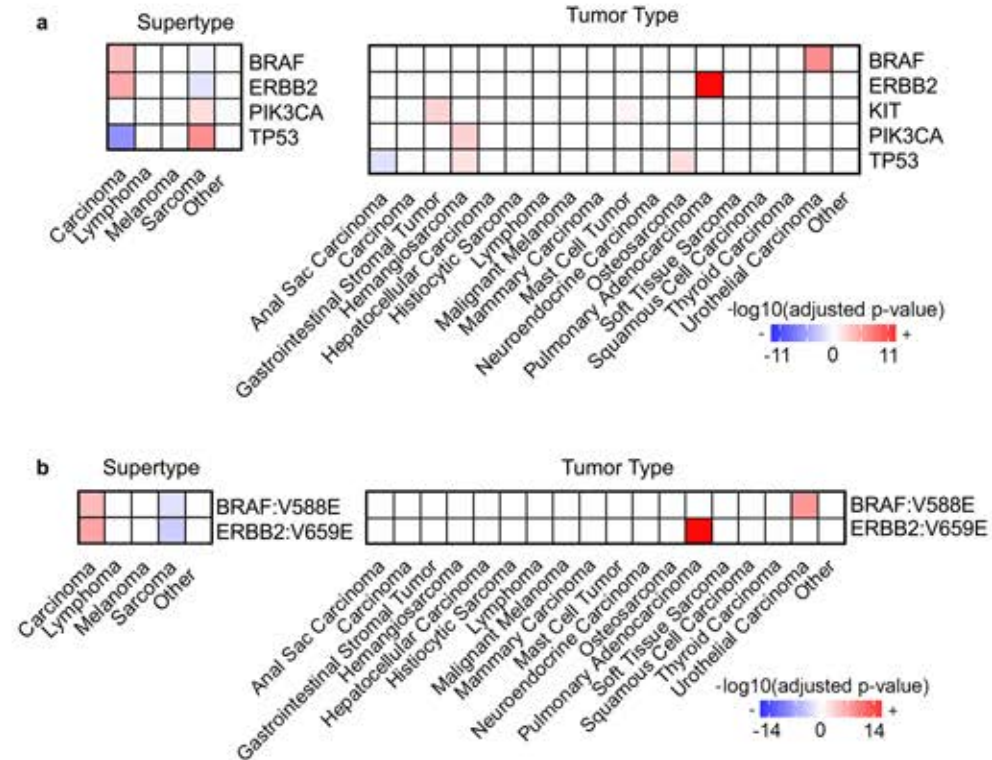 a
Supertype
BRAF
ERBB2
PIK3CA
TP53
Carcinoma
Lymphoma
Melanoma
Sarcoma
Other
Tumor Type
BRAF
ERBB2
KIT
PIK3CA
TP53
Anal Sac Carcinoma
Carcinoma
Gastrointestinal Stromal Tumor
Hemangiosarcoma
Hepatocellular Carcinoma
Histiocytic Sarcoma
Lymphoma
Malignant Melanoma
Mammary Carcinoma
Mast Cell Tumor
Neuroendocrine Carcinoma
Osteosarcoma
Pulmonary Adenocarcinoma
Soft Tissue Sarcoma
Squamous Cell Carcinoma
Thyroid Carcinoma
Urothelial Carcinoma
Other
-log10(adjusted p-value)
- +
-11 0 11
b
Supertype
BRAF:V588E
ERBB2:V659E
Carcinoma
Lymphoma
Melanoma
Sarcoma
Other
Tumor Type
BRAF:V588E
ERBB2:V659E
Anal Sac Carcinoma
Carcinoma
Gastrointestinal Stromal Tumor
Hemangiosarcoma
Hepatocellular Carcinoma
Histiocytic Sarcoma
Lymphoma
Malignant Melanoma
Mammary Carcinoma
Mast Cell Tumor
Neuroendocrine Carcinoma
Osteosarcoma
Pulmonary Adenocarcinoma
Soft Tissue Sarcoma
Squamous Cell Carcinoma
Thyroid Carcinoma
Urothelial Carcinoma
Other
-log10(adjusted p-value)
- +
-14 0 14